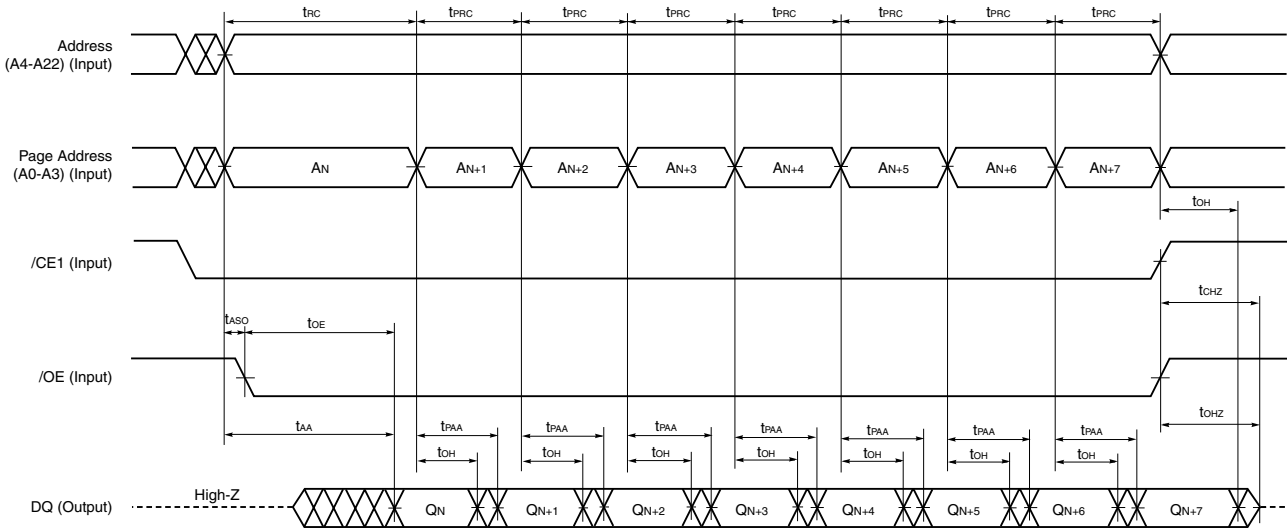 tRC tPRC tPRC tPRC tPRC tPRC tPRC tPRC
Address
(A4-A22) (Input)
Page Address
(A0-A3) (Input)
AN AN+1 AN+2 AN+3 AN+4 AN+5 AN+6 AN+7
tOH
/CE1 (Input)
tCHZ
tASO tOE
/OE (Input)
tOHZ
tAA tPAA tPAA tPAA tPAA tPAA tPAA tPAA
tOH tOH tOH tOH tOH tOH tOH
High-Z
DQ (Output)
QN QN+1 QN+2 QN+3 QN+4 QN+5 QN+6 QN+7